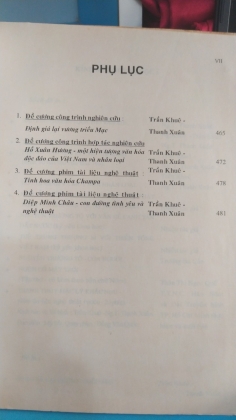 VII
PHỤ LỤC
1. Đề cương công trình nghiên cứu Trần Khuê -
Định giá lại vương triều Mạc Thanh Xuân 465
2. Đề cương công trình hợp tác nghiên cứu
Hồ Xuân Hương - một hiện tượng văn hóa Trần Khuê -
độc đáo của Việt Nam và nhân loại Thanh Xuân 472
3. Đề cương phim tài liệu nghệ thuật : Trần Khuê -
Tinh hoa văn hóa Champa Thanh Xuân 478
4. Đề cương phim tài liệu nghệ thuật :
Diệp Minh Châu - con đường tình yêu và Trần Khuê -
nghệ thuật Thanh Xuân 482